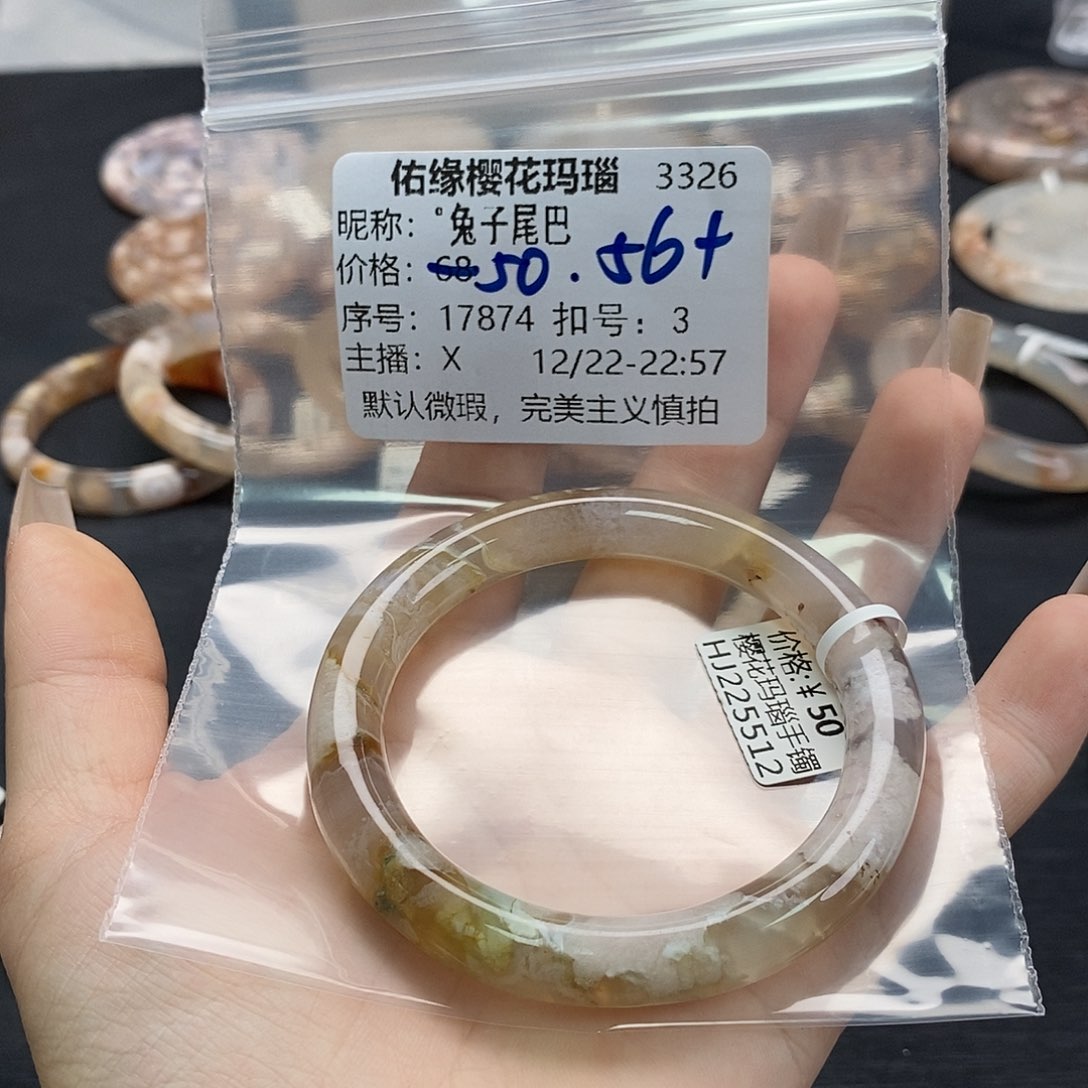 佑缘樱花玛瑙 3326
昵称: °兔子尾巴
价格: 68 50 . 56+
序号: 17874 扣号: 3
主播: X 12/22-22:57
默认微瑕, 完美主义慎拍
价格:¥50
樱花玛瑙手镯
HJ225512